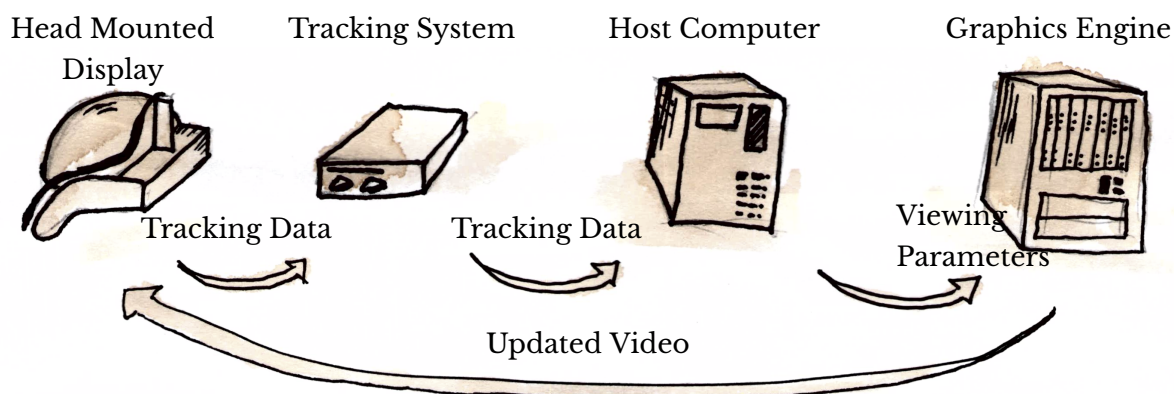 Head Mounted
Display
Tracking System
Host Computer
Graphics Engine
Tracking Data
Tracking Data
Viewing
Parameters
Updated Video